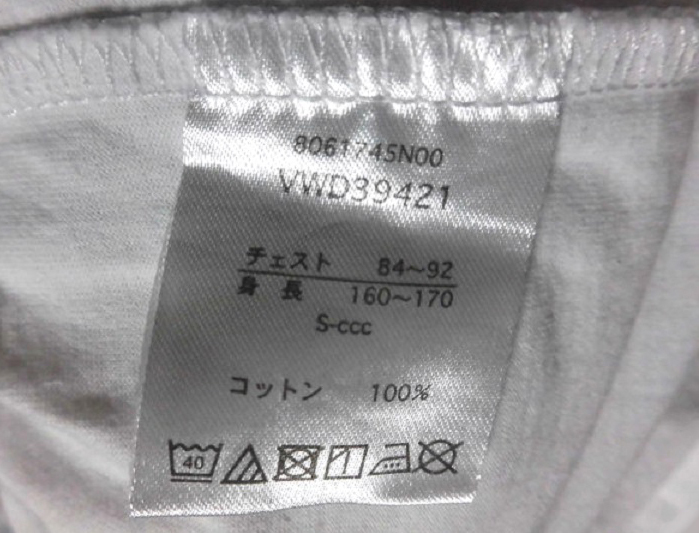 8061745N00
VWD39421
チェスト 84～92
身 長 160～170
S-ccc
コットン 100%
40